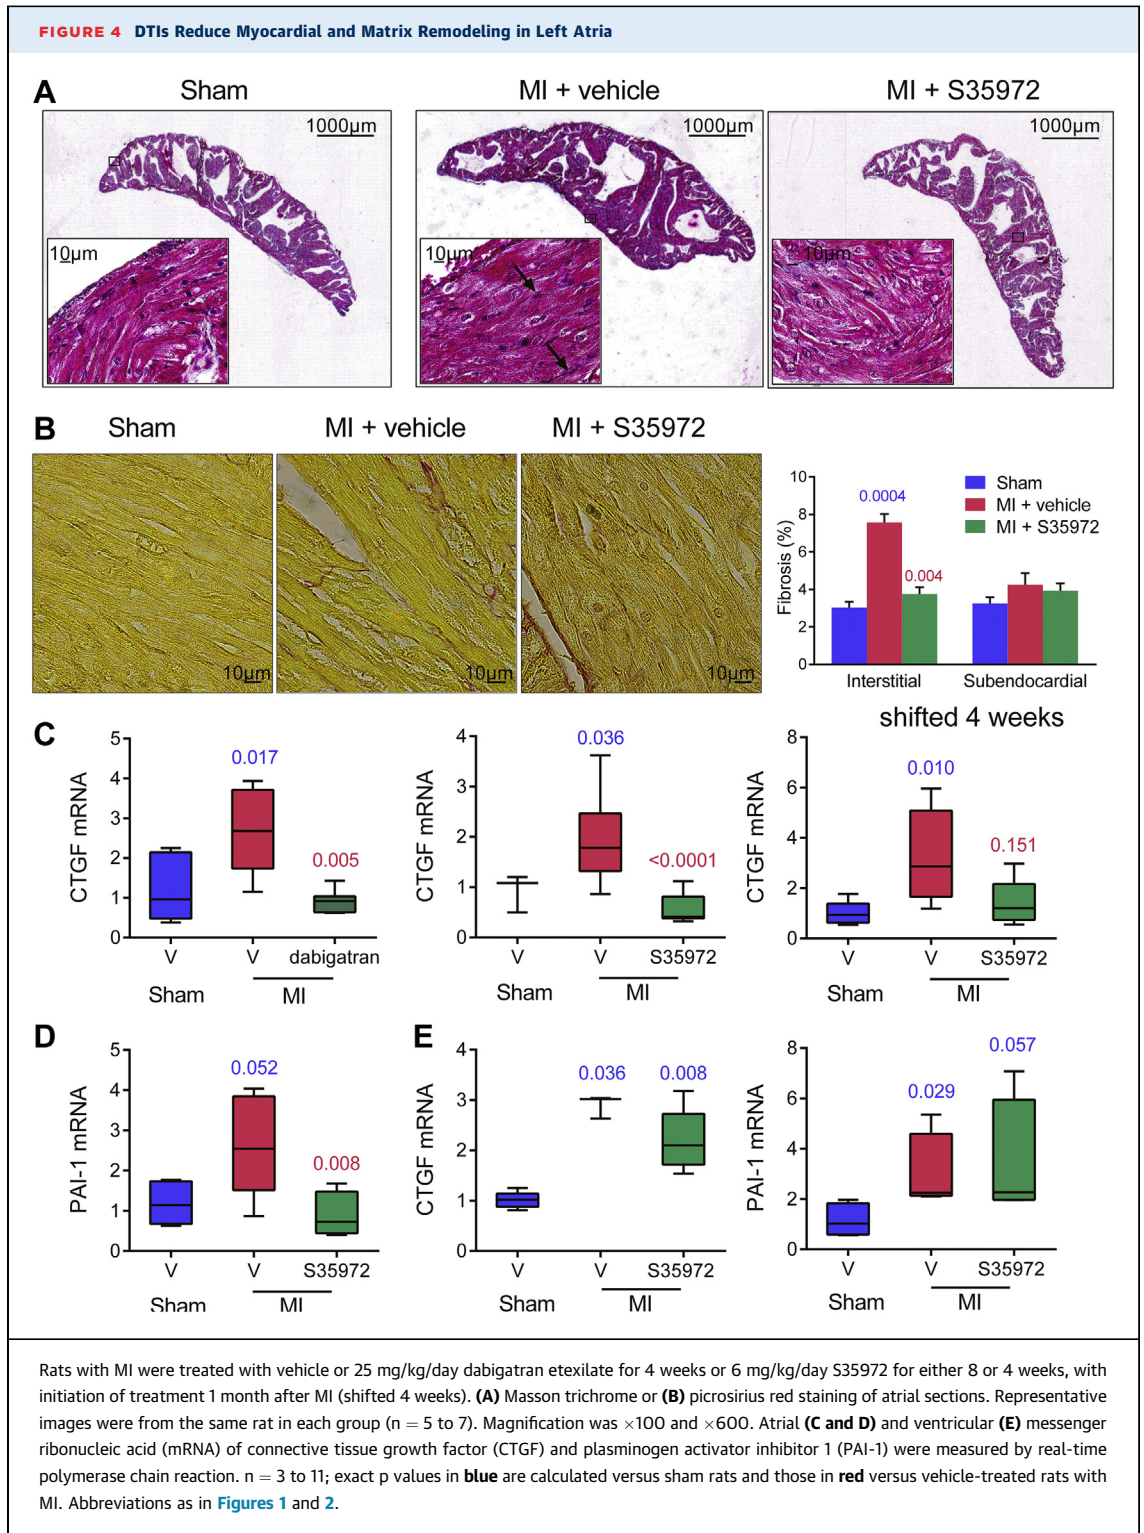 FIGURE 4 DTIs Reduce Myocardial and Matrix Remodeling in Left Atria
A
Sham
MI + vehicle
MI + S35972
1000µm
1000µm
1000µm
10µm
10µm
10µm
B
Sham
MI + vehicle
MI + S35972
10µm
10µm
10µm
Fibrosis (%)
10
8
6
4
2
0
0.0004
0.004
Sham
MI + vehicle
MI + S35972
Interstitial
Subendocardial
C
CTGF mRNA
5
4
3
2
1
0
0.017
0.005
V
V
dabigatran
Sham
MI
CTGF mRNA
4
3
2
1
0
0.036
<0.0001
V
V
S35972
Sham
MI
shifted 4 weeks
CTGF mRNA
8
6
4
2
0
0.010
0.151
V
V
S35972
Sham
MI
D
PAI-1 mRNA
5
4
3
2
1
0
0.052
0.008
V
V
S35972
Sham
MI
E
CTGF mRNA
4
3
2
1
0
0.036
0.008
V
V
S35972
Sham
MI
PAI-1 mRNA
8
6
4
2
0
0.029
0.057
V
V
S35972
Sham
MI
Rats with MI were treated with vehicle or 25 mg/kg/day dabigatran etexilate for 4 weeks or 6 mg/kg/day S35972 for either 8 or 4 weeks, with
initiation of treatment 1 month after MI (shifted 4 weeks). (A) Masson trichrome or (B) picrosirius red staining of atrial sections. Representative
images were from the same rat in each group (n = 5 to 7). Magnification was ×100 and ×600. Atrial (C and D) and ventricular (E) messenger
ribonucleic acid (mRNA) of connective tissue growth factor (CTGF) and plasminogen activator inhibitor 1 (PAI-1) were measured by real-time
polymerase chain reaction. n = 3 to 11; exact p values in blue are calculated versus sham rats and those in red versus vehicle-treated rats with
MI. Abbreviations as in Figures 1 and 2.